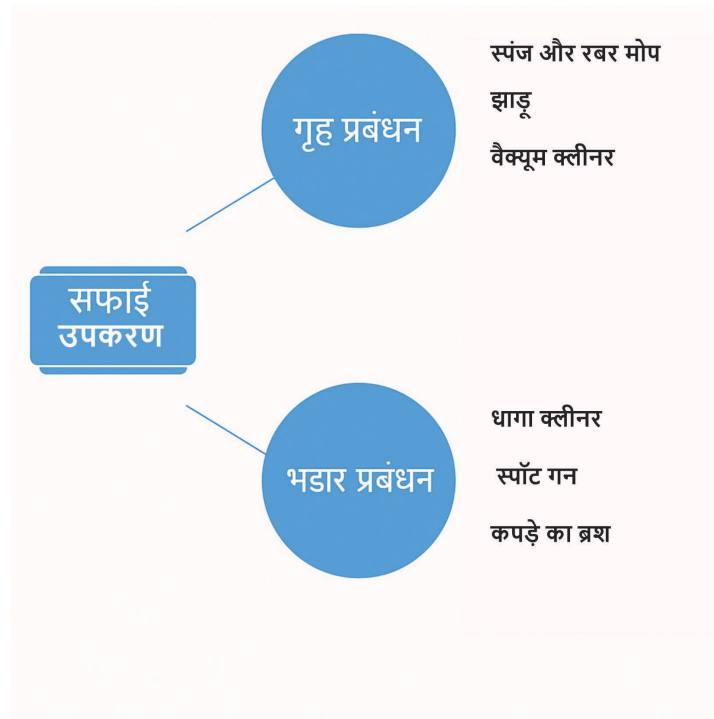 सफाई
उपकरण
गृह प्रबंधन
स्पंज और रबर मोप
झाड़ू
वैक्यूम क्लीनर
भडार प्रबंधन
धागा क्लीनर
स्पॉट गन
कपड़े का ब्रश